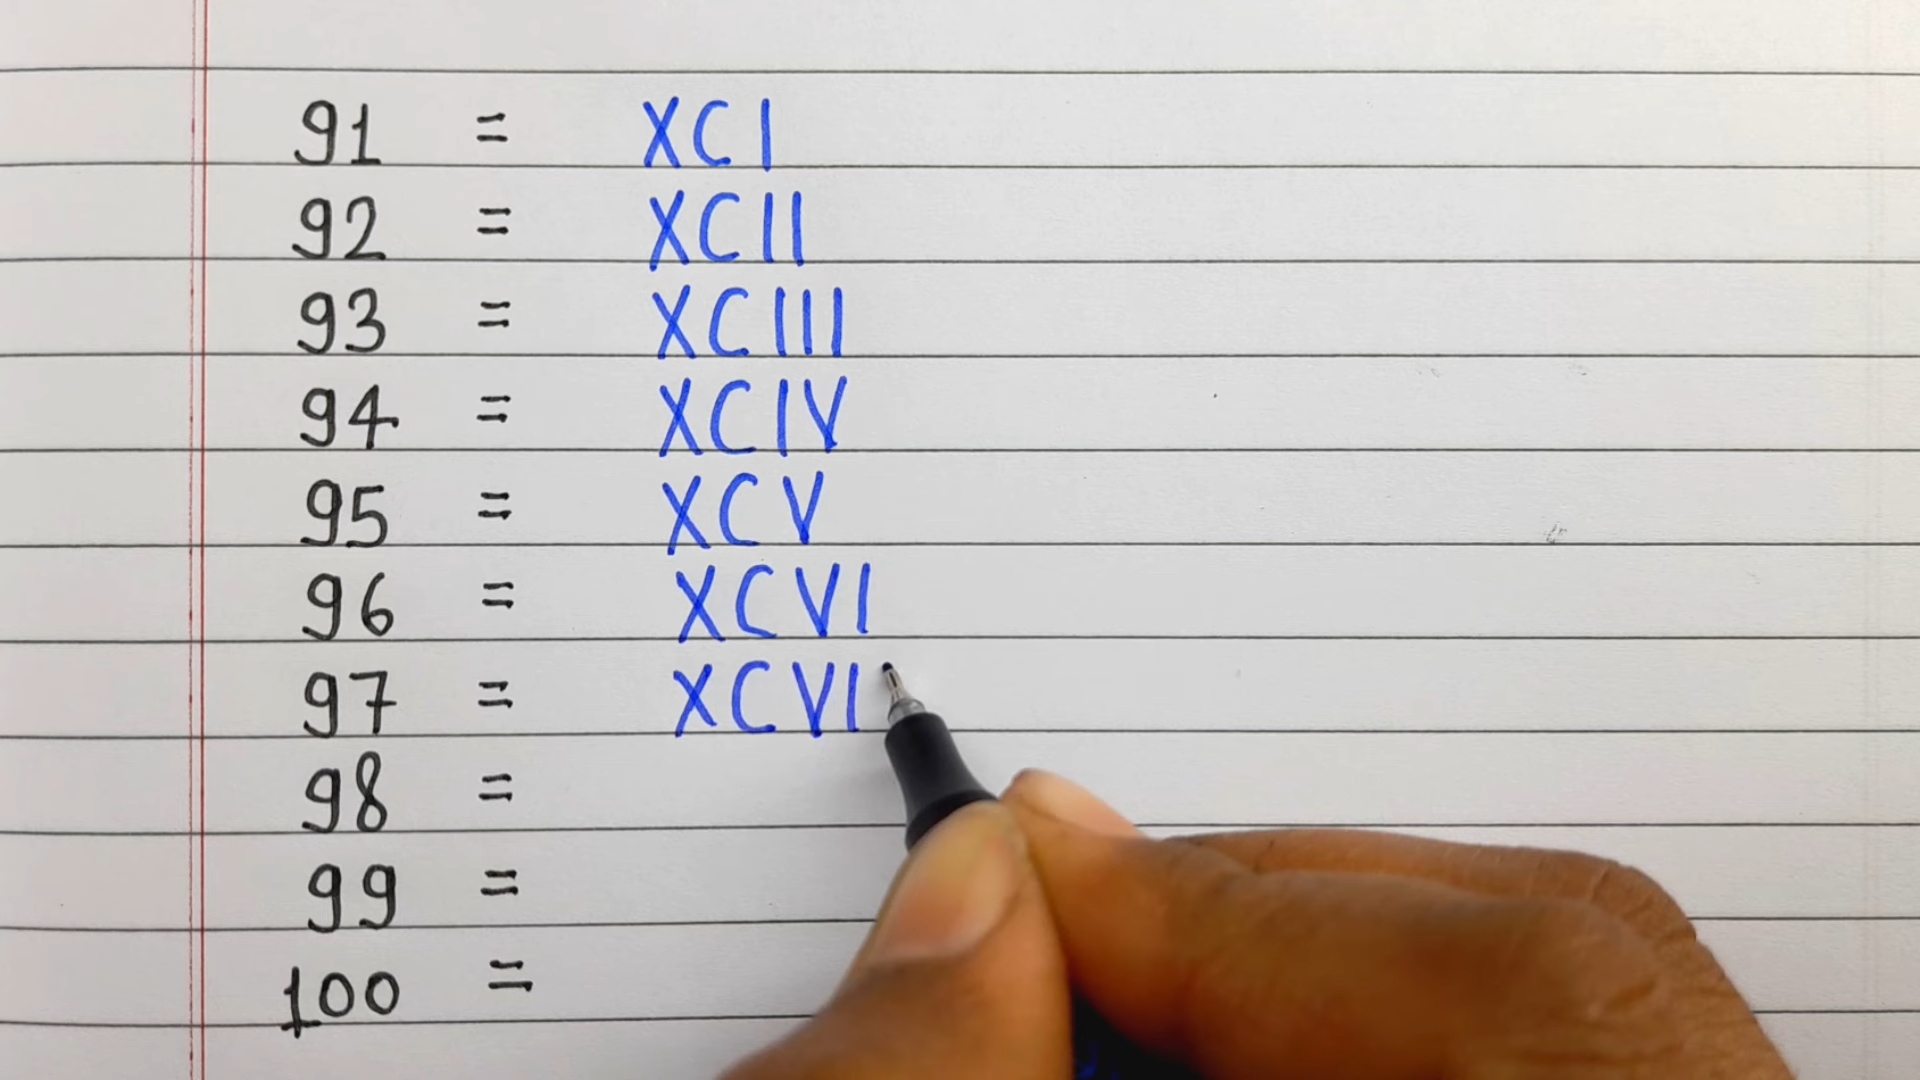 91 = XCI
92 = XCII
93 = XCIII
94 = XCIV
95 = XCV
96 = XCVI
97 = XCVI
98 =
99 =
100 =